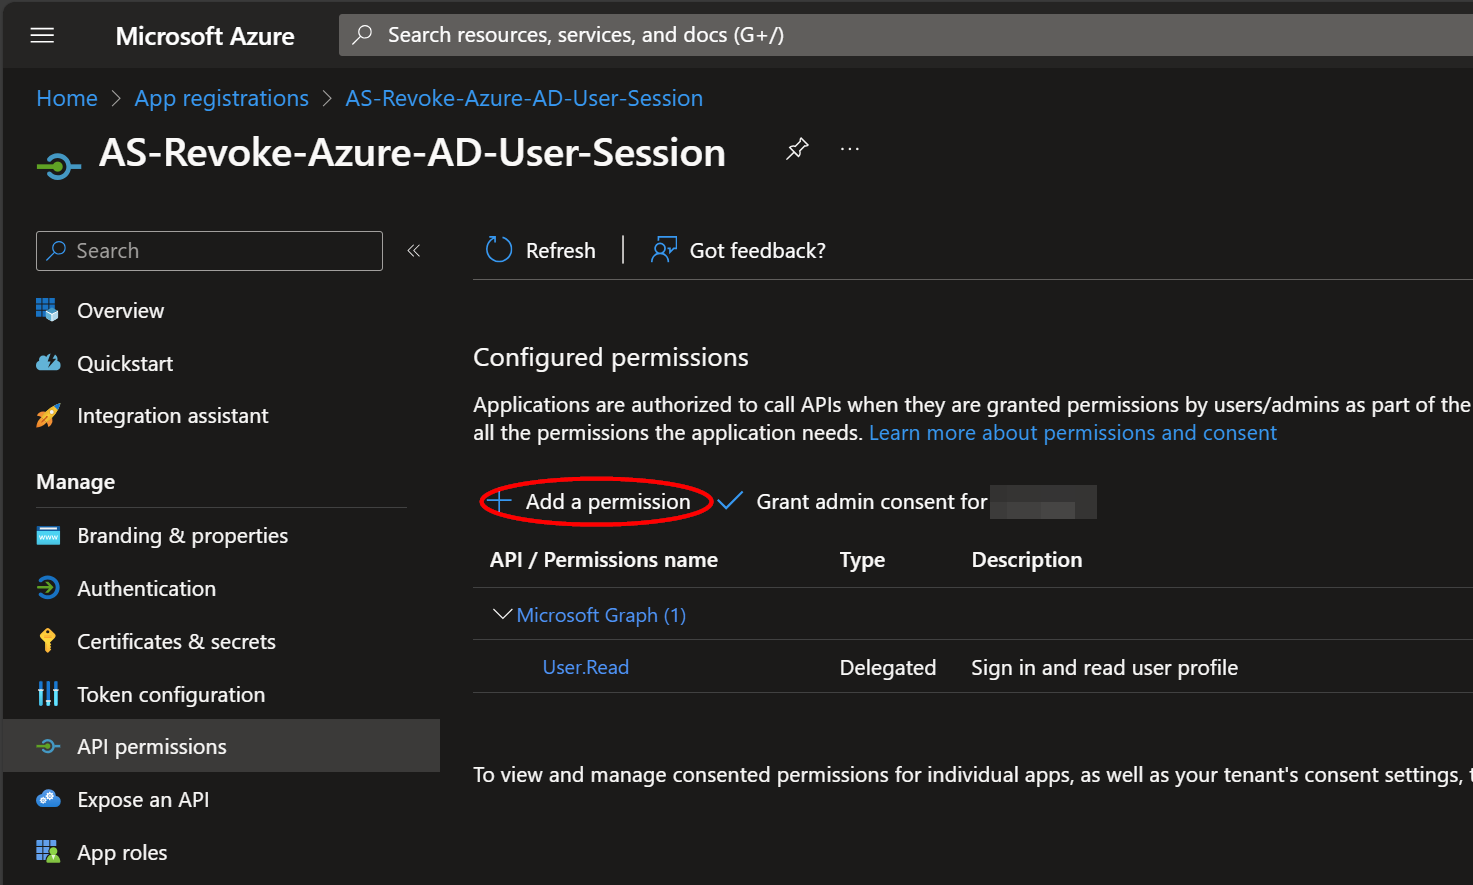 Microsoft Azure
Search resources, services, and docs (G+/)
Home > App registrations > AS-Revoke-Azure-AD-User-Session
AS-Revoke-Azure-AD-User-Session
Search
Refresh
Got feedback?
Overview
Quickstart
Integration assistant
Manage
Branding & properties
Authentication
Certificates & secrets
Token configuration
API permissions
Expose an API
App roles
Configured permissions
Applications are authorized to call APIs when they are granted permissions by users/admins as part of the
all the permissions the application needs. Learn more about permissions and consent
Add a permission
Grant admin consent for
API / Permissions name Type Description
Microsoft Graph (1)
User.Read Delegated Sign in and read user profile
To view and manage consented permissions for individual apps, as well as your tenant's consent settings,